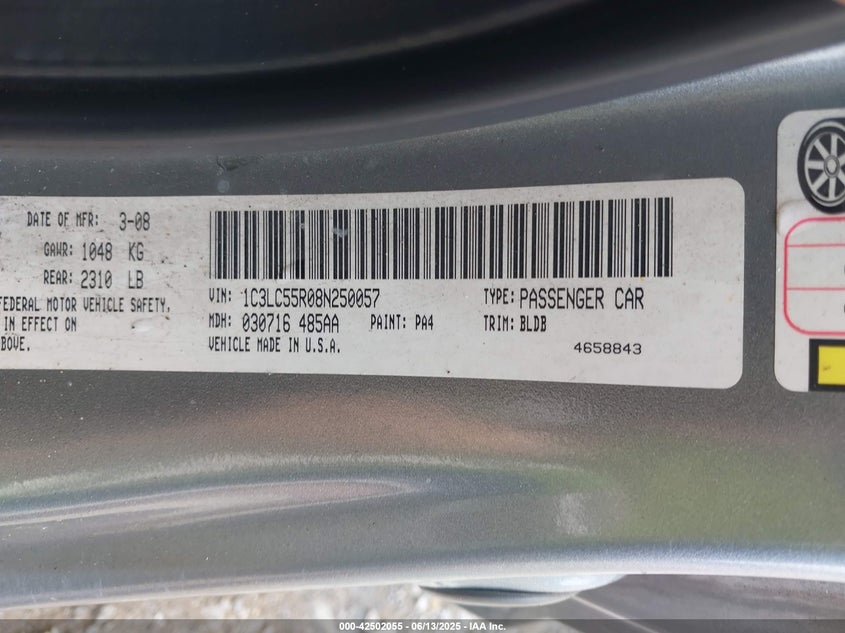 DATE OF MFR: 3-08
GAWR: 1048 KG
REAR: 2310 LB
FEDERAL MOTOR VEHICLE SAFETY,
IN EFFECT ON
BOVE.
VIN: 1C3LC55R08N250057 TYPE: PASSENGER CAR
MDH: 030716 485AA PAINT: PA4 TRIM: BLDB
VEHICLE MADE IN U.S.A. 4658843
000-42502055 - 06/13/2025 - IAA Inc.